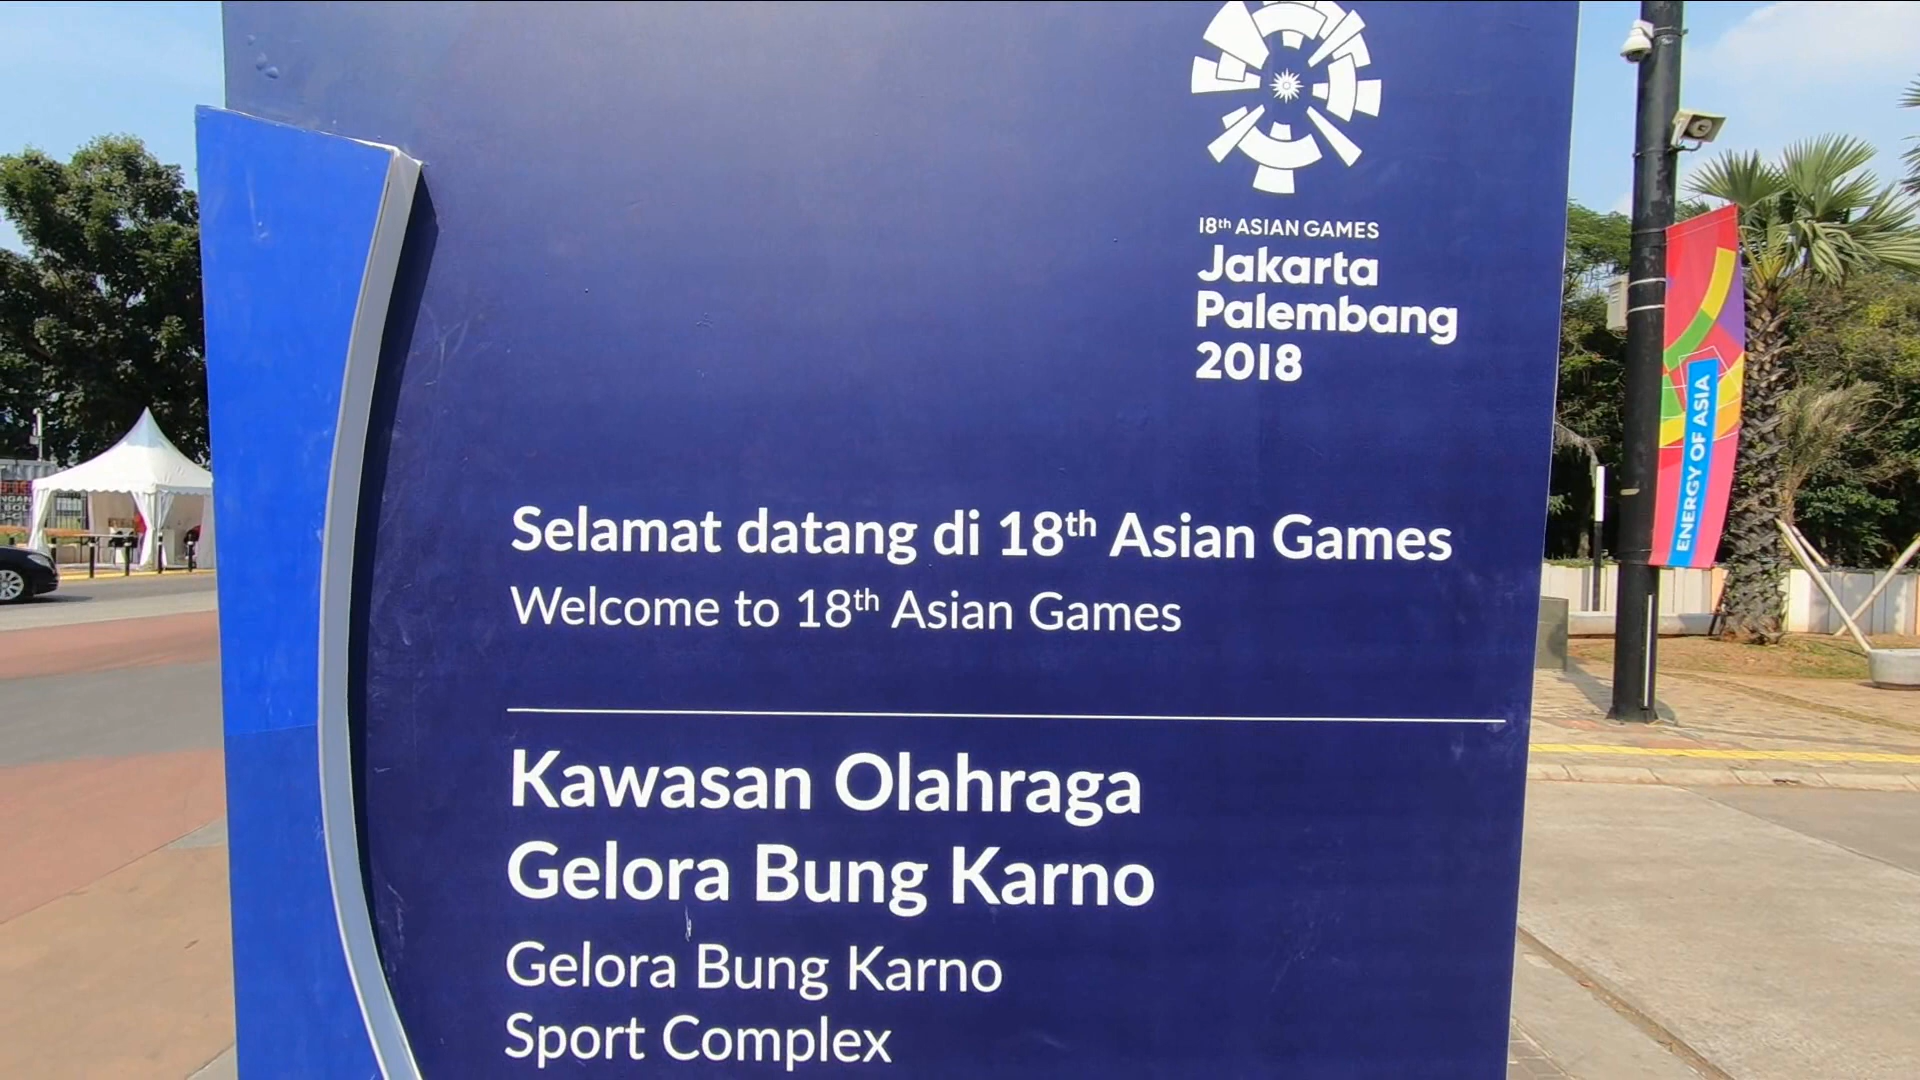 18th ASIAN GAMES
Jakarta
Palembang
2018
Selamat datang di 18th Asian Games
Welcome to 18th Asian Games
Kawasan Olahraga
Gelora Bung Karno
Gelora Bung Karno
Sport Complex
ENERGY OF ASIA